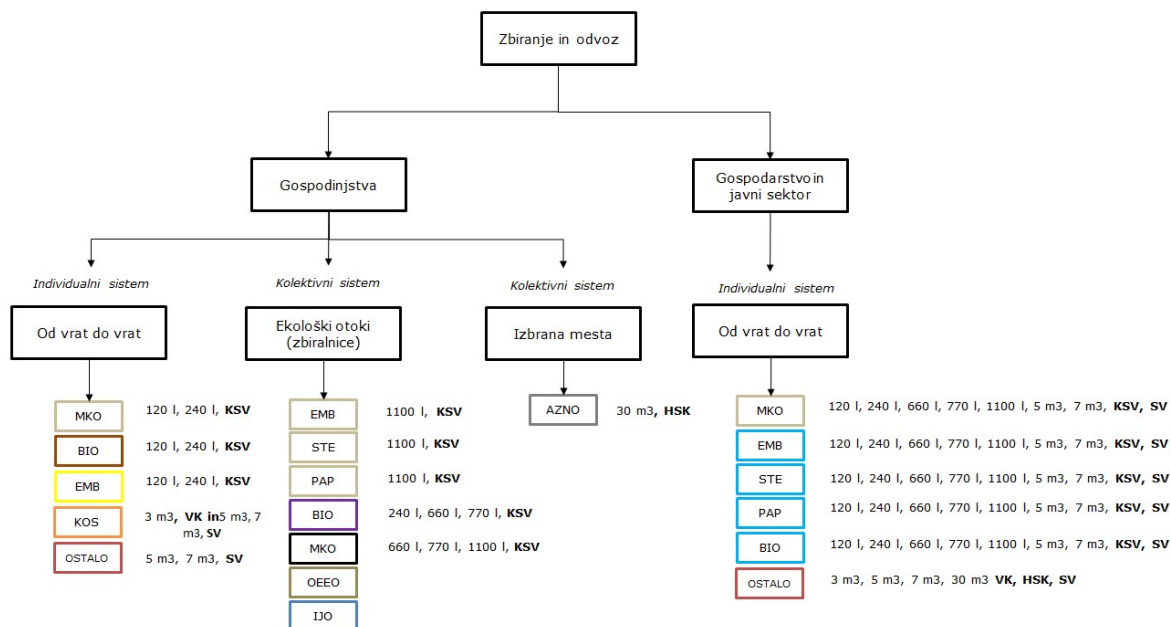 Zbiranje in odvoz
Gospodinjstva
Gospodarstvo in
javni sektor
Individualni sistem
Kolektivni sistem
Kolektivni sistem
Individualni sistem
Od vrat do vrat
Ekološki otoki
(zbiralnice)
Izbrana mesta
Od vrat do vrat
MKO 120 l, 240 l, KSV
BIO 120 l, 240 l, KSV
EMB 120 l, 240 l, KSV
KOS 3 m3, VK in5 m3, 7
m3, SV
OSTALO 5 m3, 7 m3, SV
EMB 1100 l, KSV
STE 1100 l, KSV
PAP 1100 l, KSV
BIO 240 l, 660 l, 770 l, KSV
MKO 660 l, 770 l, 1100 l, KSV
OEEO
IJO
AZNO 30 m3, HSK
MKO 120 l, 240 l, 660 l, 770 l, 1100 l, 5 m3, 7 m3, KSV, SV
EMB 120 l, 240 l, 660 l, 770 l, 1100 l, 5 m3, 7 m3, KSV, SV
STE 120 l, 240 l, 660 l, 770 l, 1100 l, 5 m3, 7 m3, KSV, SV
PAP 120 l, 240 l, 660 l, 770 l, 1100 l, 5 m3, 7 m3, KSV, SV
BIO 120 l, 240 l, 660 l, 770 l, 1100 l, 5 m3, 7 m3, KSV, SV
OSTALO 3 m3, 5 m3, 7 m3, 30 m3 VK, HSK, SV